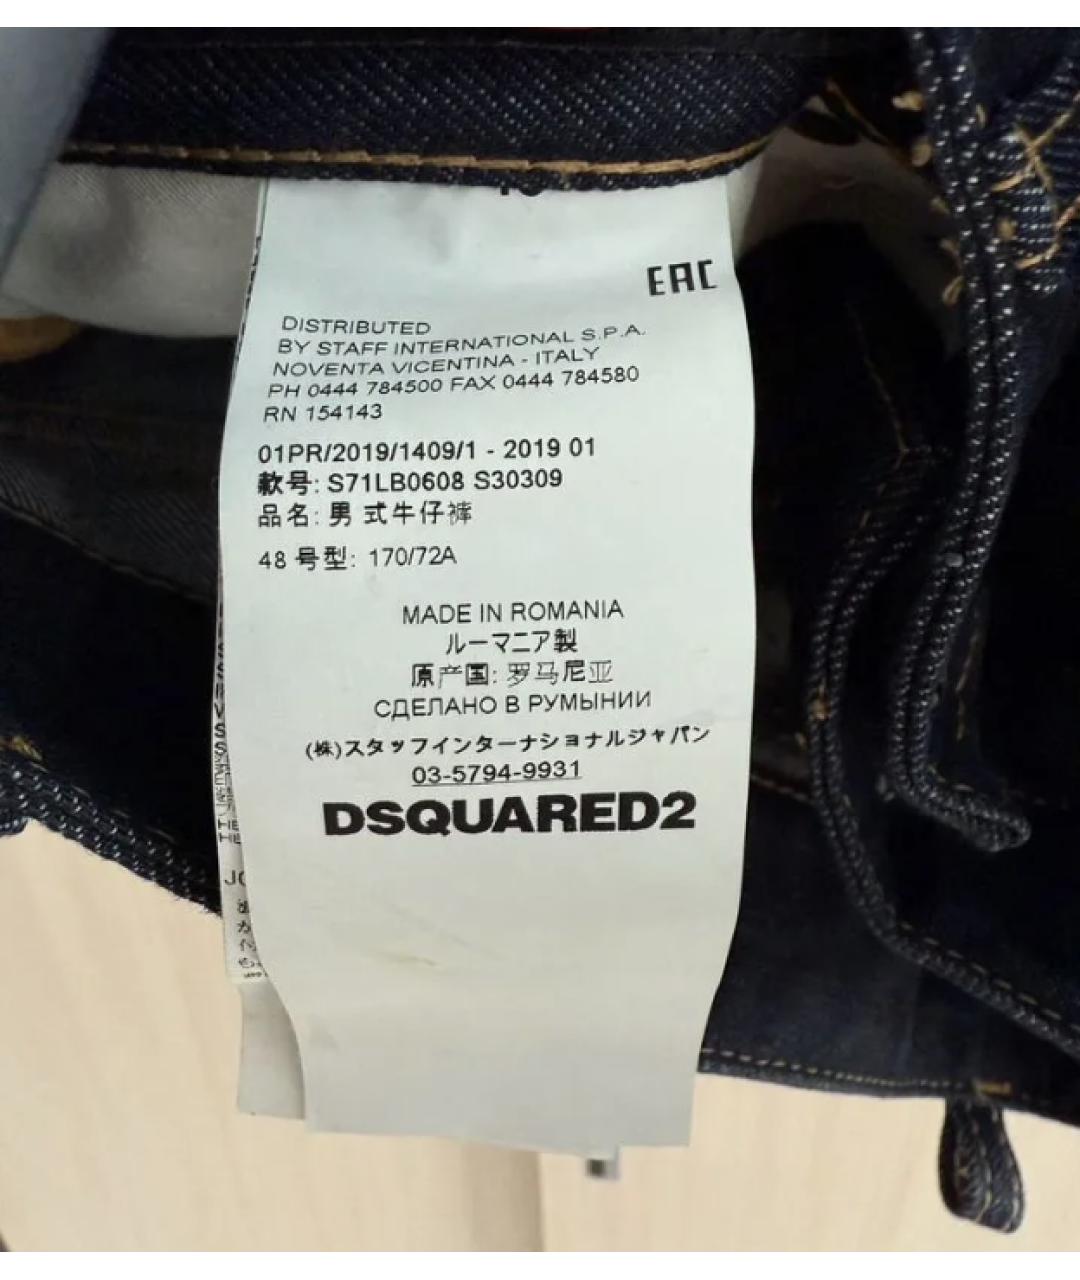 EAC
DISTRIBUTED
BY STAFF INTERNATIONAL S.P.A.
NOVENTA VICENTINA - ITALY
PH 0444 784500 FAX 0444 784580
RN 154143
01PR/2019/1409/1 - 2019 01
款号: S71LB0608 S30309
品名: 男 式牛仔裤
48 号型: 170/72A
MADE IN ROMANIA
ルーマニア製
原产国: 罗马尼亚
СДЕЛАНО В РУМЫНИИ
(株)スタッフインターナショナルジャパン
03-5794-9931
DSQUARED2